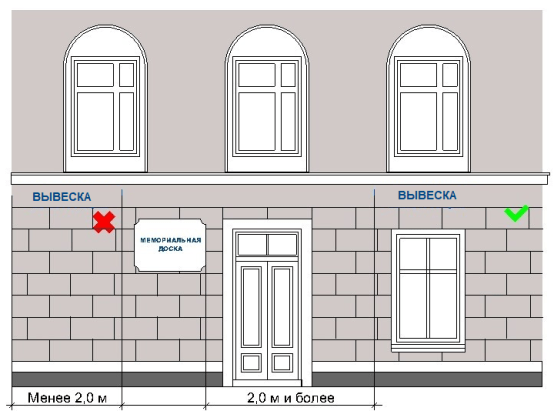 ВЫВЕСКА
ВЫВЕСКА
МЕМОРИАЛЬНАЯ
ДОСКА
Менее 2,0 м
2,0 м и более